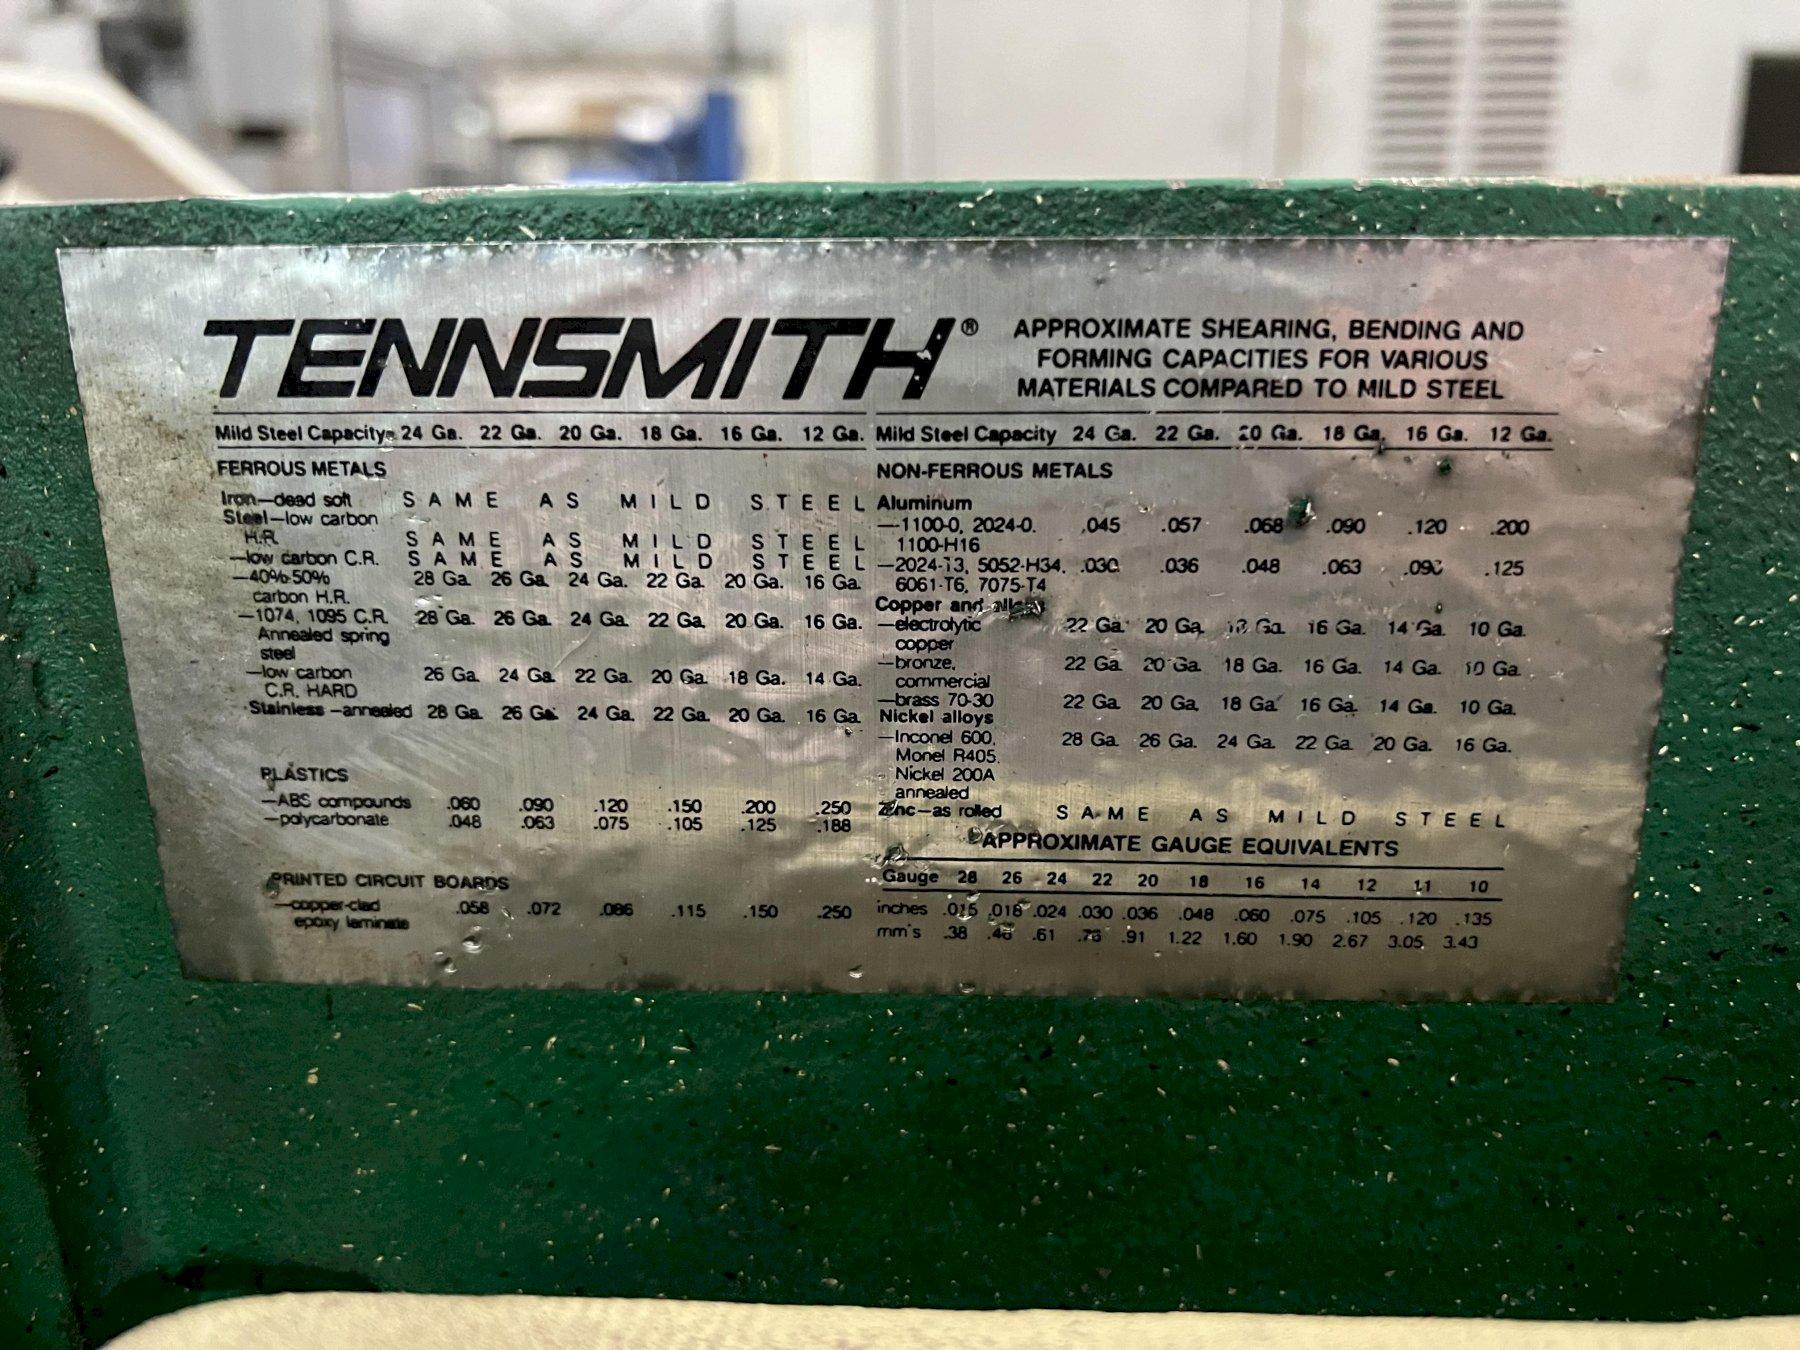 TENNSMITH®
APPROXIMATE SHEARING, BENDING AND
FORMING CAPACITIES FOR VARIOUS
MATERIALS COMPARED TO MILD STEEL
Mild Steel Capacity 24 Ga. 22 Ga. 20 Ga. 18 Ga. 16 Ga. 12 Ga.
FERROUS METALS
Iron—dead soft SAME AS MILD STEEL
Steel—low carbon
H.R. SAME AS MILD STEEL
—low carbon C.R. SAME AS MILD STEEL
—40%-50% 28 Ga. 26 Ga. 24 Ga. 22 Ga. 20 Ga. 16 Ga.
carbon H.R.
—1074, 1095 C.R. 28 Ga. 26 Ga. 24 Ga. 22 Ga. 20 Ga. 16 Ga.
Annealed spring
steel
—low carbon 26 Ga. 24 Ga. 22 Ga. 20 Ga. 18 Ga. 14 Ga.
C.R. HARD
Stainless—annealed 28 Ga. 26 Ga. 24 Ga. 22 Ga. 20 Ga. 16 Ga.
PLASTICS
—ABS compounds .060 .090 .120 .150 .200 .250
—polycarbonate .048 .063 .075 .105 .125 .188
PRINTED CIRCUIT BOARDS
—copper-clad .058 .072 .086 .115 .150 .250
epoxy laminate
Mild Steel Capacity 24 Ga. 22 Ga. 20 Ga. 18 Ga. 16 Ga. 12 Ga.
NON-FERROUS METALS
Aluminum
—1100-0, 2024-0, .045 .057 .068 .090 .120 .200
1100-H16
—2024-T3, 5052-H34, .030 .036 .048 .063 .090 .125
6061-T6, 7075-T4
Copper and alloys
—electrolytic 22 Ga. 20 Ga. 18 Ga. 16 Ga. 14 Ga. 10 Ga.
copper
—bronze, 22 Ga. 20 Ga. 18 Ga. 16 Ga. 14 Ga. 10 Ga.
commercial
—brass 70-30 22 Ga. 20 Ga. 18 Ga. 16 Ga. 14 Ga. 10 Ga.
Nickel alloys
—Inconel 600, 28 Ga. 26 Ga. 24 Ga. 22 Ga. 20 Ga. 16 Ga.
Monel R405,
Nickel 200A
annealed
Zinc—as rolled SAME AS MILD STEEL
APPROXIMATE GAUGE EQUIVALENTS
Gauge 28 26 24 22 20 18 16 14 12 11 10
inches .015 .018 .024 .030 .036 .048 .060 .075 .105 .120 .135
mm's .38 .46 .61 .76 .91 1.22 1.60 1.90 2.67 3.05 3.43